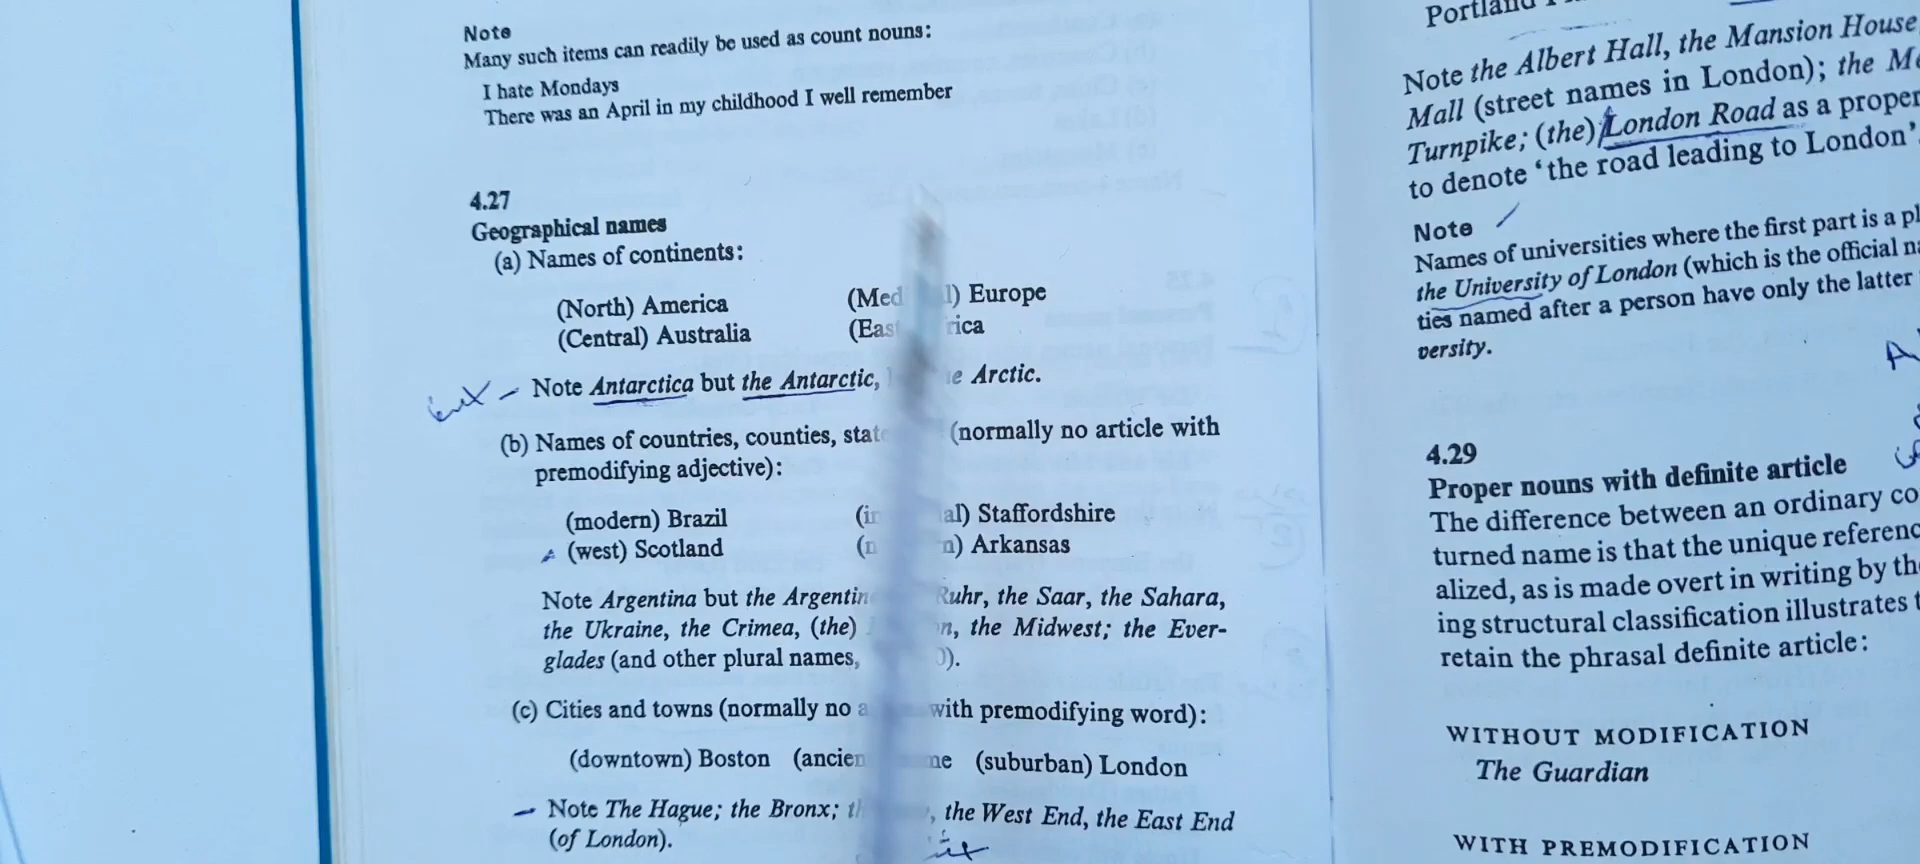 Note
Many such items can readily be used as count nouns:
I hate Mondays
There was an April in my childhood I well remember
4.27
Geographical names
(a) Names of continents:
(North) America (Med l) Europe
(Central) Australia (East rica
Note Antarctica but the Antarctic, Arctic.
(b) Names of countries, counties, state (normally no article with
premodifying adjective):
(modern) Brazil al) Staffordshire
(west) Scotland n) Arkansas
Note Argentina but the Argentin Ruhr, the Saar, the Sahara,
the Ukraine, the Crimea, (the) n, the Midwest; the Ever-
glades (and other plural names, ).
(c) Cities and towns (normally no with premodifying word):
(downtown) Boston (ancien me (suburban) London
Note The Hague; the Bronx; , the West End, the East End
(of London).
Portland
Note the Albert Hall, the Mansion House
Mall (street names in London); the
Turnpike; (the) London Road as a proper
to denote ‘the road leading to London’
Note
Names of universities where the first part is a pl
the University of London (which is the official n
ties named after a person have only the latter
versity.
4.29
Proper nouns with definite article
The difference between an ordinary co
turned name is that the unique referenc
alized, as is made overt in writing by th
ing structural classification illustrates t
retain the phrasal definite article:
WITHOUT MODIFICATION
The Guardian
WITH PREMODIFICATION